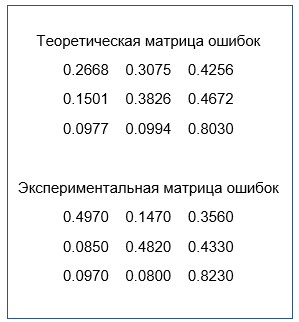 Теоретическая матрица ошибок
0.2668 0.3075 0.4256
0.1501 0.3826 0.4672
0.0977 0.0994 0.8030
Экспериментальная матрица ошибок
0.4970 0.1470 0.3560
0.0850 0.4820 0.4330
0.0970 0.0800 0.8230